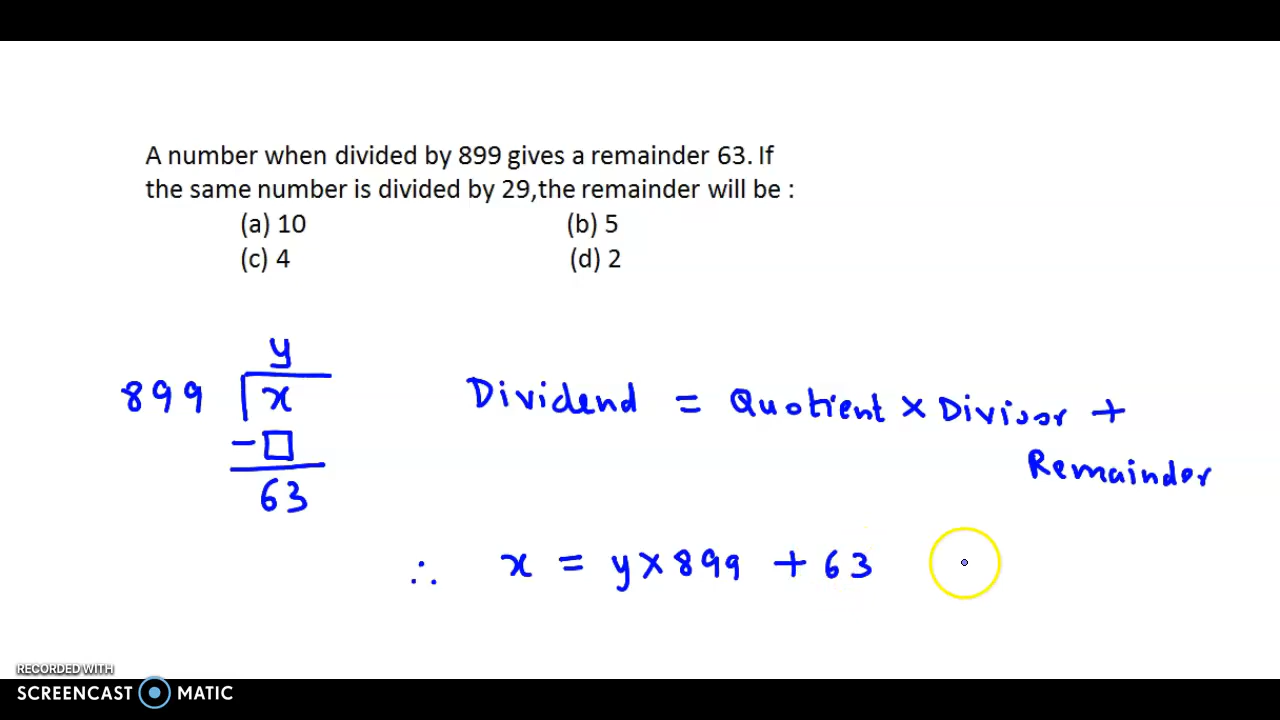 A number when divided by 899 gives a remainder 63. If
the same number is divided by 29,the remainder will be :
(a) 10 (b) 5
(c) 4 (d) 2
y
899 x
- □
63
Dividend = Quotient × Divisor +
Remainder
∴ x = y × 899 + 63
RECORDED WITH
SCREENCAST MATIC